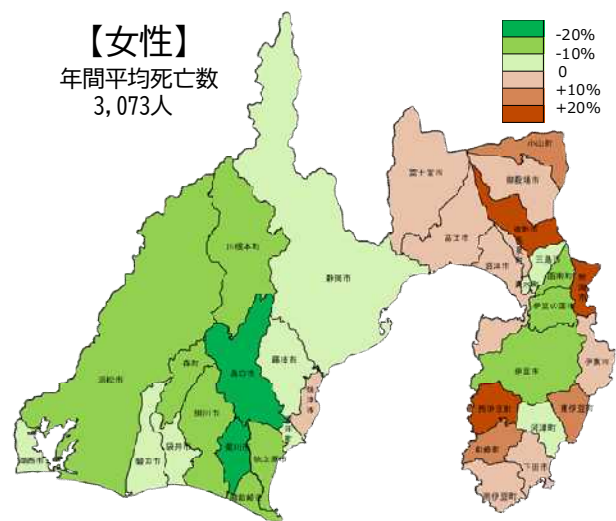 【女性】
年間平均死亡数
3,073人
-20%
-10%
0
+10%
+20%
小山町
御殿場市
富士宮市
裾野市
富士市
沼津市
三島市
函南町
熱海市
伊豆の国市
伊豆市
伊東市
西伊豆町
東伊豆町
河津町
松崎町
下田市
南伊豆町
川根本町
静岡市
浜松市
森町
島田市
藤枝市
焼津市
掛川市
袋井市
磐田市
菊川市
牧之原市
御前崎市
湖西市